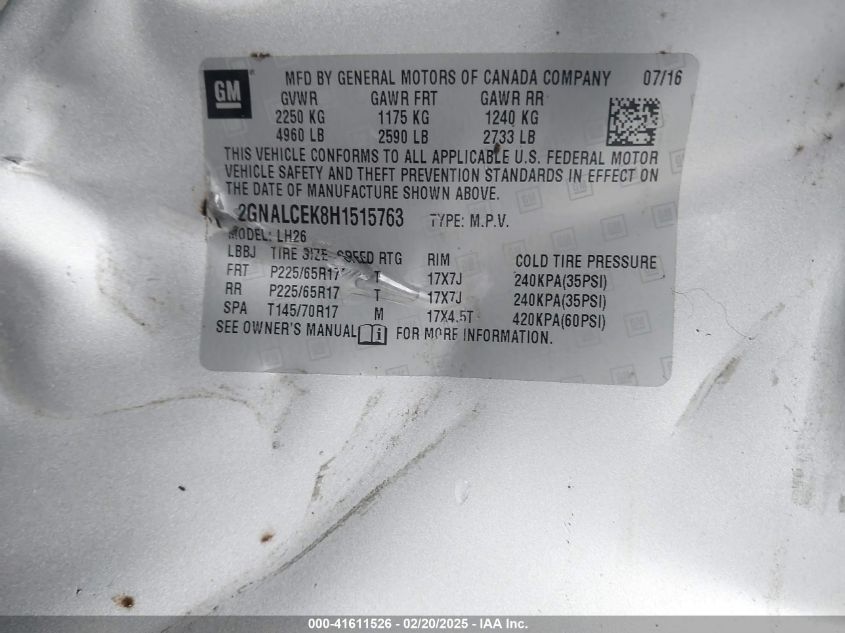 GM
MFD BY GENERAL MOTORS OF CANADA COMPANY 07/16
GVWR GAWR FRT GAWR RR
2250 KG 1175 KG 1240 KG
4960 LB 2590 LB 2733 LB
THIS VEHICLE CONFORMS TO ALL APPLICABLE U.S. FEDERAL MOTOR
VEHICLE SAFETY AND THEFT PREVENTION STANDARDS IN EFFECT ON
THE DATE OF MANUFACTURE SHOWN ABOVE.
2GNALCEK8H1515763 TYPE: M.P.V.
MODEL: LH26
LBBJ TIRE SIZE SPEED RTG RIM COLD TIRE PRESSURE
FRT P225/65R17 T 17X7J 240KPA(35PSI)
RR P225/65R17 T 17X7J 240KPA(35PSI)
SPA T145/70R17 M 17X4.5T 420KPA(60PSI)
SEE OWNER'S MANUAL FOR MORE INFORMATION.
000-41611526 - 02/20/2025 - IAA Inc.